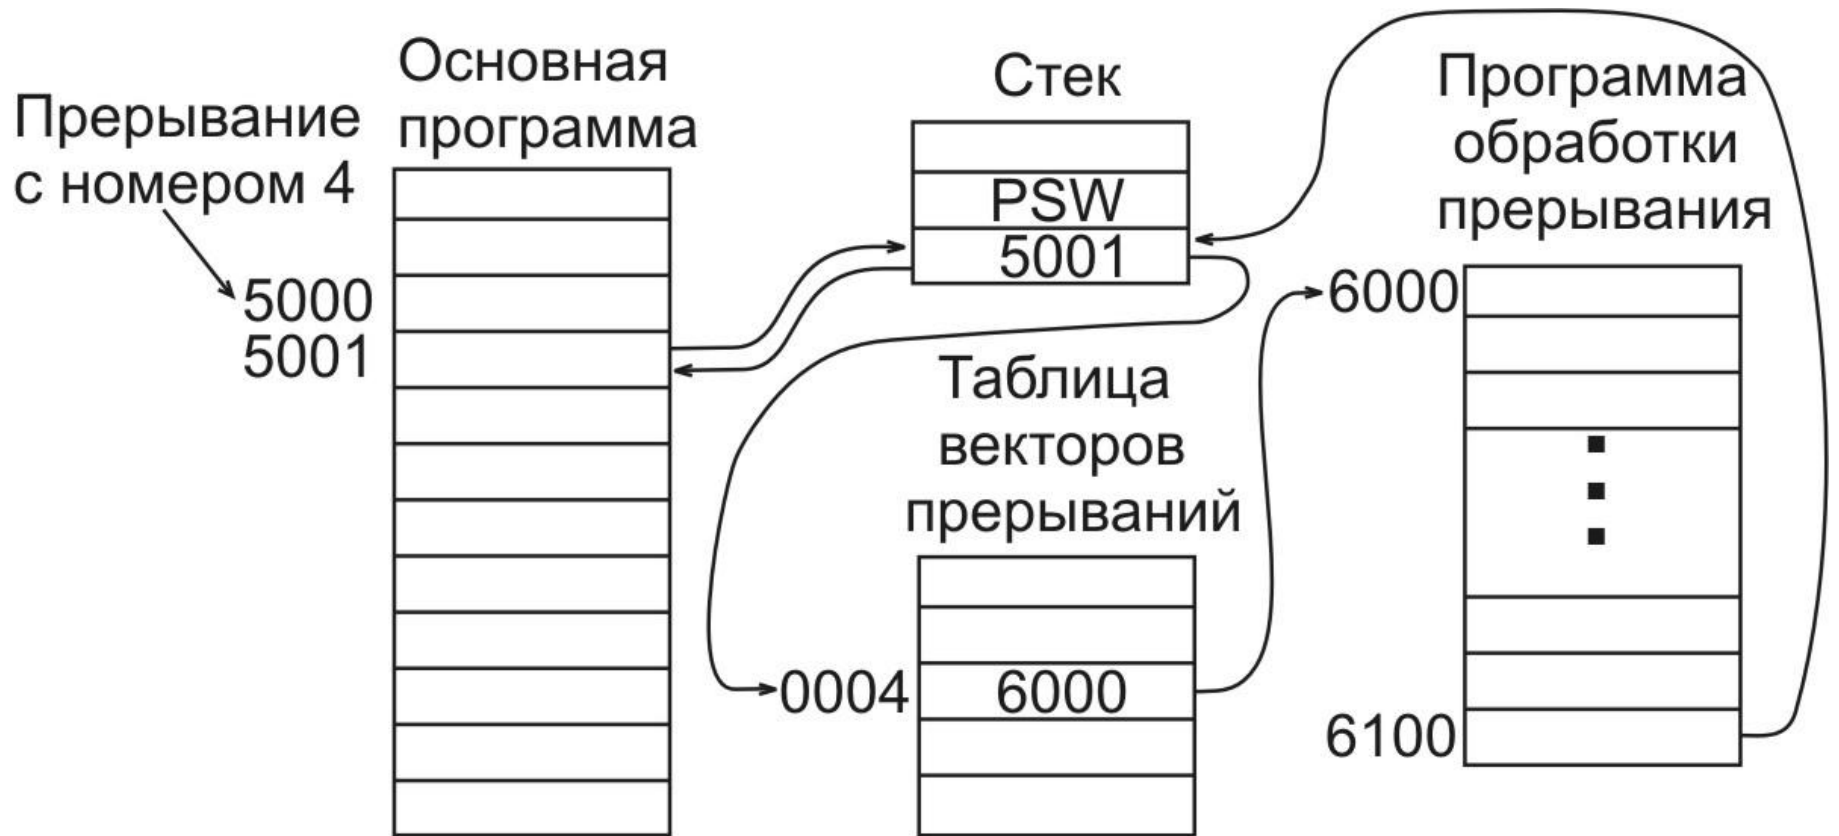 Прерывание
с номером 4
Основная
программа
5000
5001
Стек
PSW
5001
Таблица
векторов
прерываний
0004
6000
Программа
обработки
прерывания
6000
6100